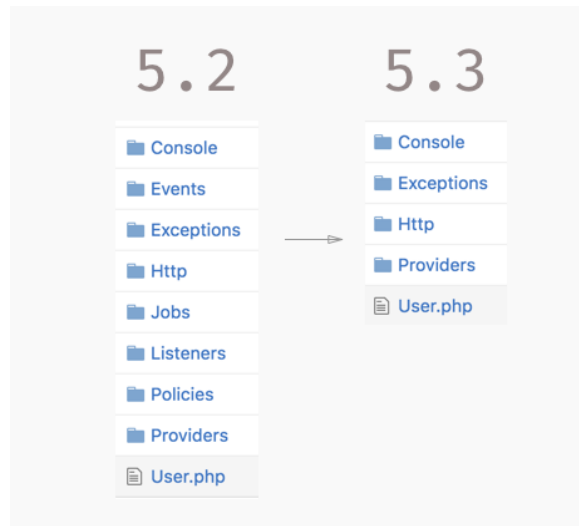 5.2
Console
Events
Exceptions
Http
Jobs
Listeners
Policies
Providers
User.php
5.3
Console
Exceptions
Http
Providers
User.php